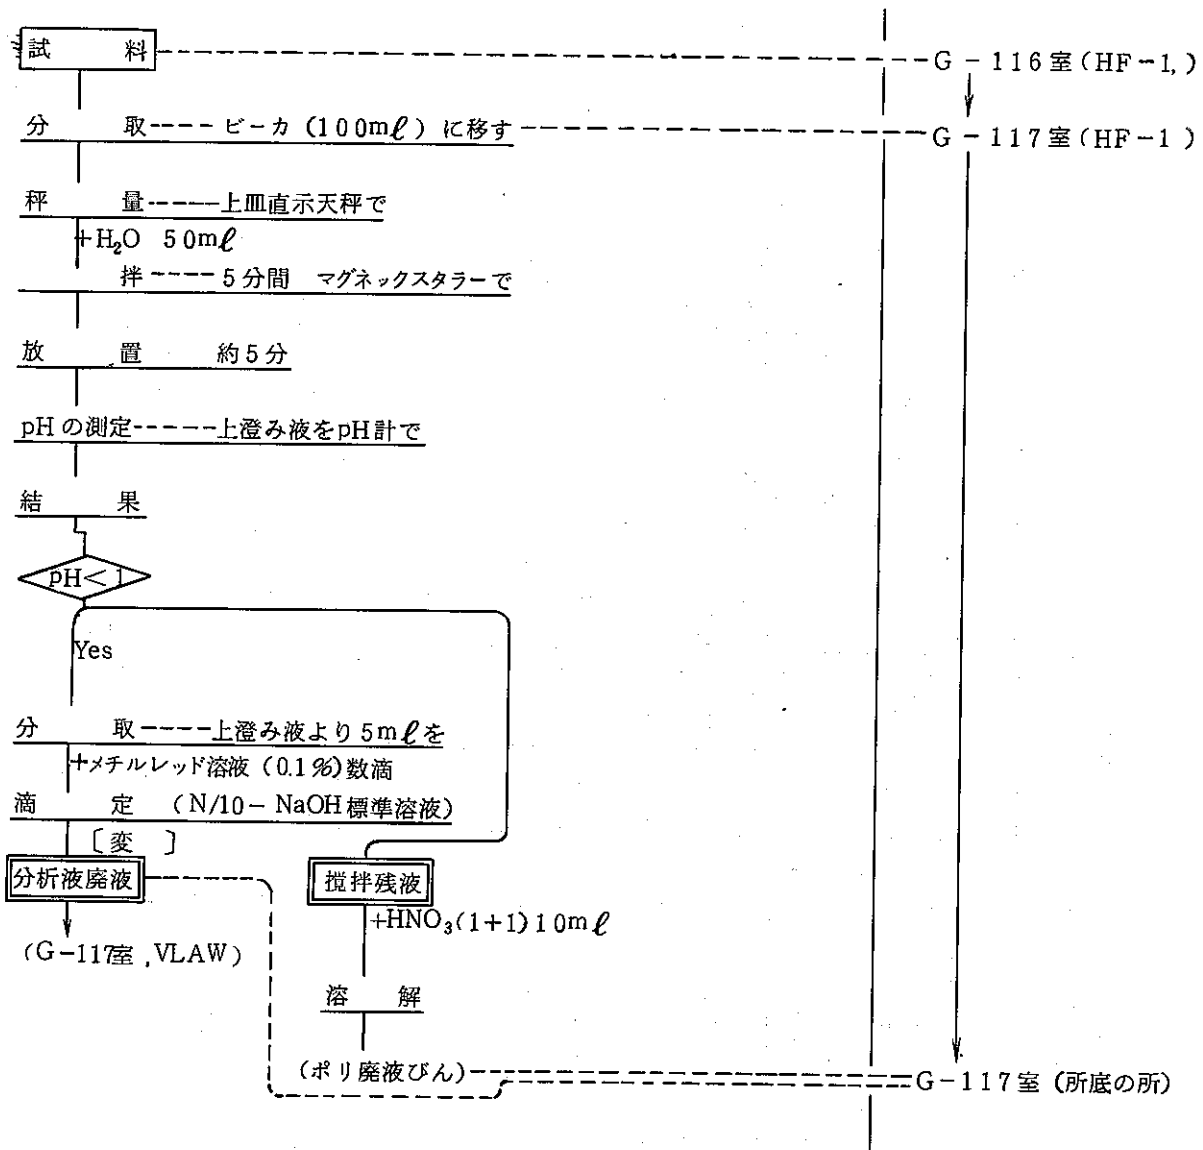 試料 G-116室(HF-1,)
分取----ビーカ(100mℓ)に移す G-117室(HF-1)
秤量-----上皿直示天秤で
+H₂O 50mℓ
拌----5分間 マグネックスタラーで
放置 約5分
pHの測定-----上澄み液をpH計で
結果
pH<1
Yes
分取----上澄み液より5mℓを
+メチルレッド溶液(0.1%)数滴
滴定 (N/10-NaOH標準溶液)
〔変 〕
分析液廃液 撹拌残液
+HNO₃(1+1)10mℓ
(G-117室,VLAW)
溶解
(ポリ廃液びん) G-117室(所底の所)